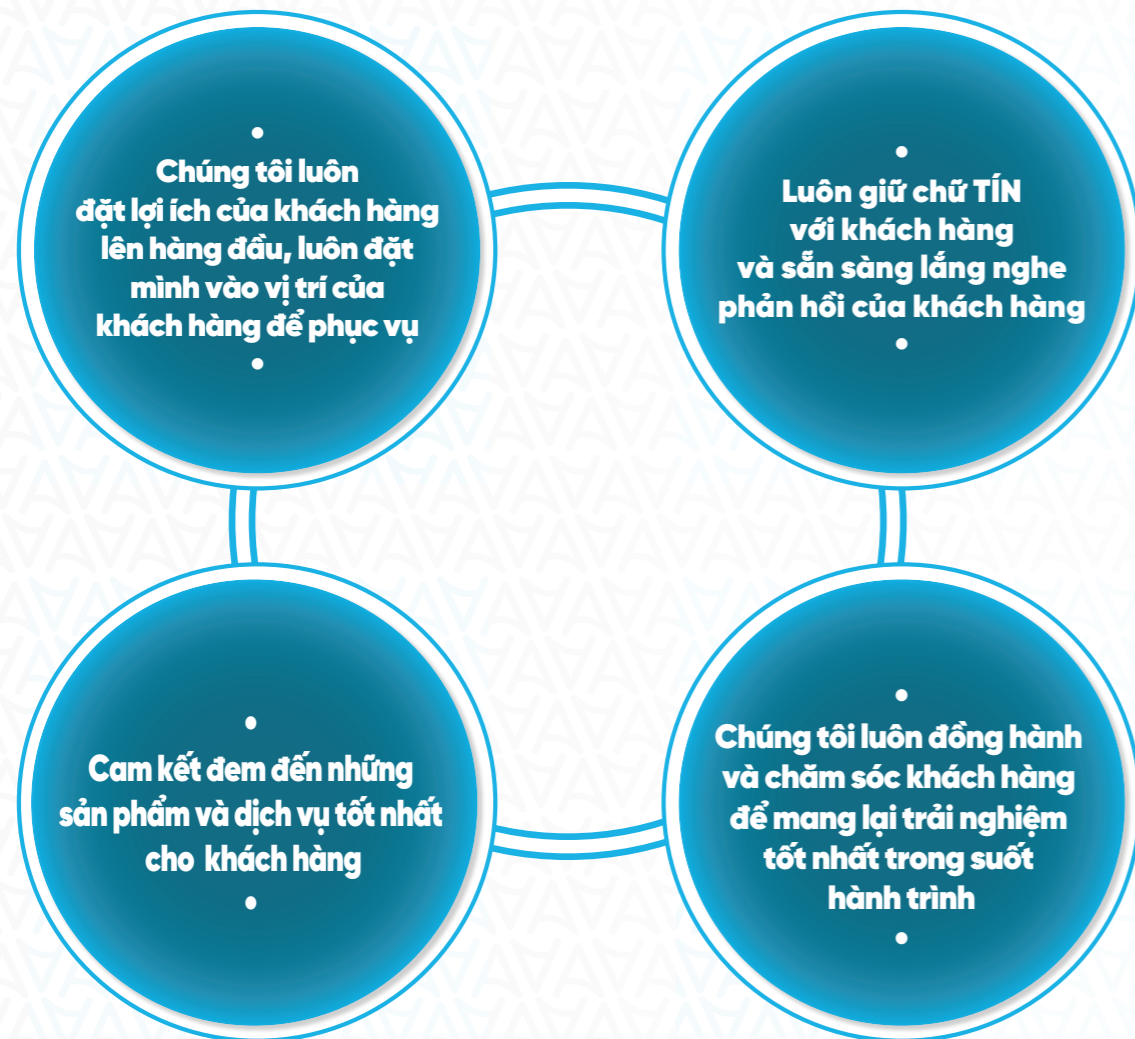 Chúng tôi luôn
đặt lợi ích của khách hàng
lên hàng đầu, luôn đặt
mình vào vị trí của
khách hàng để phục vụ
Luôn giữ chữ TÍN
với khách hàng
và sẵn sàng lắng nghe
phản hồi của khách hàng
Cam kết đem đến những
sản phẩm và dịch vụ tốt nhất
cho khách hàng
Chúng tôi luôn đồng hành
và chăm sóc khách hàng
để mang lại trải nghiệm
tốt nhất trong suốt
hành trình